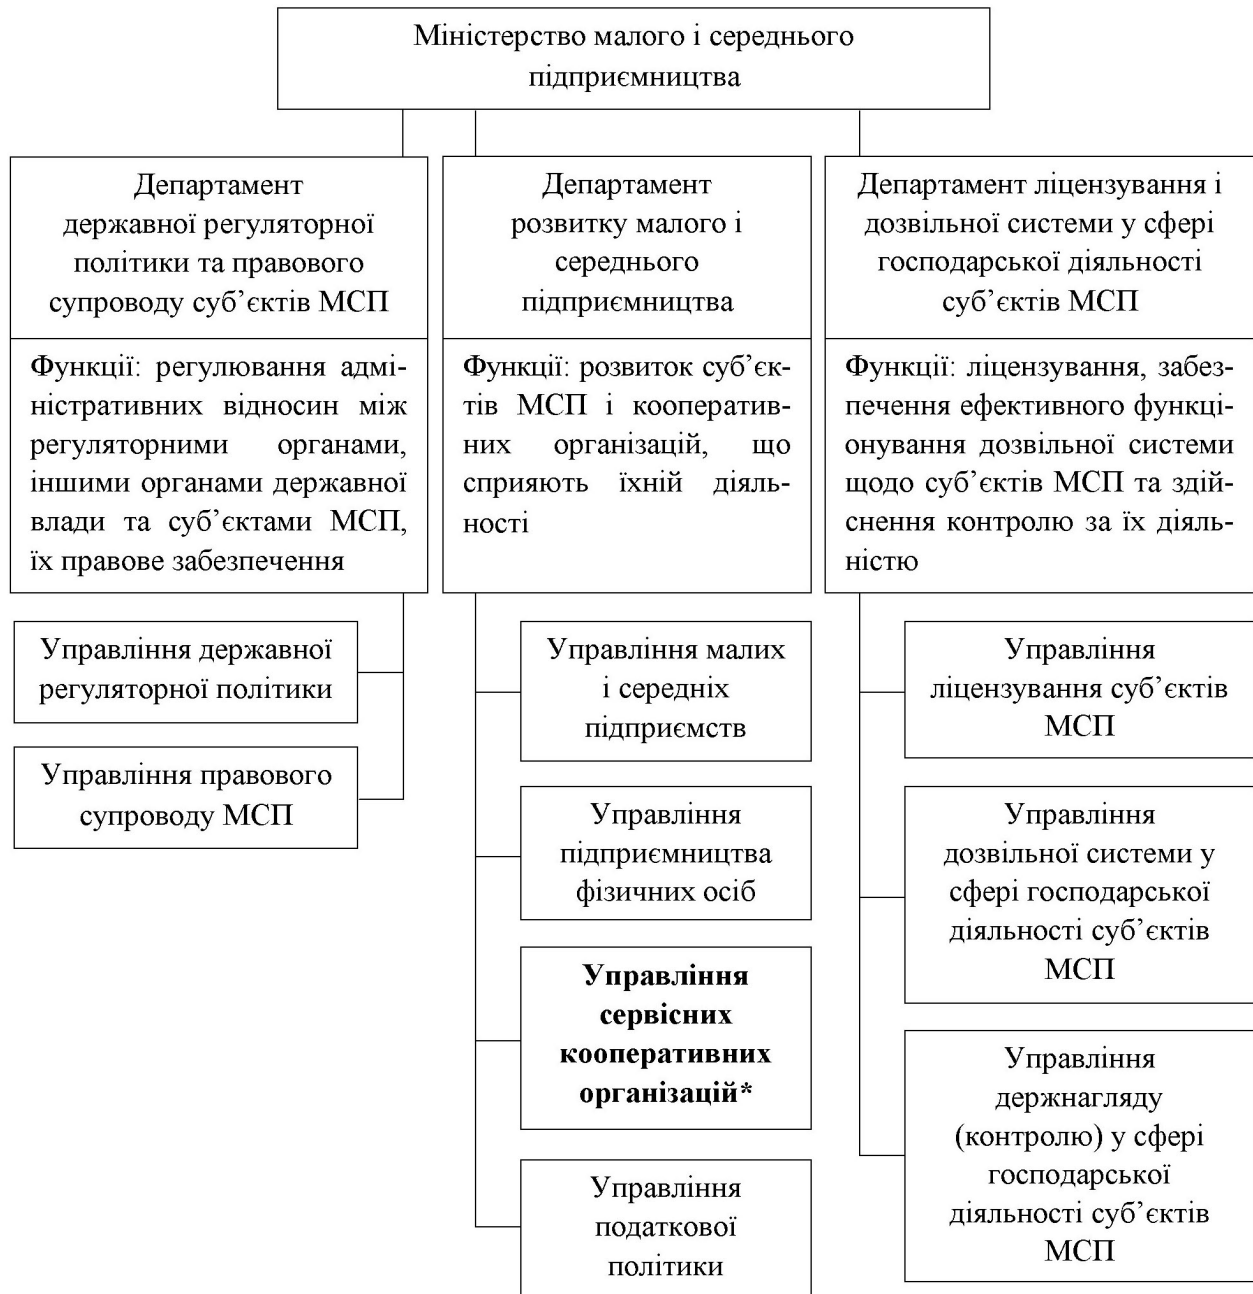 Міністерство малого і середнього
підприємництва
Департамент
державної регуляторної
політики та правового
супроводу суб’єктів МСП
Функції: регулювання адмі-
ністративних відносин між
регуляторними органами,
іншими органами державної
влади та суб’єктами МСП,
їх правове забезпечення
Управління державної
регуляторної політики
Управління правового
супроводу МСП
Департамент
розвитку малого і
середнього
підприємництва
Функції: розвиток суб’єк-
тів МСП і кооператив-
них організацій, що
сприяють їхній діяль-
ності
Управління малих
і середніх
підприємств
Управління
підприємництва
фізичних осіб
Управління
сервісних
кооперативних
організацій*
Управління
податкової
політики
Департамент ліцензування і
дозвільної системи у сфері
господарської діяльності
суб’єктів МСП
Функції: ліцензування, забез-
печення ефективного функці-
онування дозвільної системи
щодо суб’єктів МСП та здій-
снення контролю за їх діяль-
ністю
Управління
ліцензування суб’єктів
МСП
Управління
дозвільної системи у
сфері господарської
діяльності суб’єктів
МСП
Управління
держнагляду
(контролю) у сфері
господарської
діяльності суб’єктів
МСП